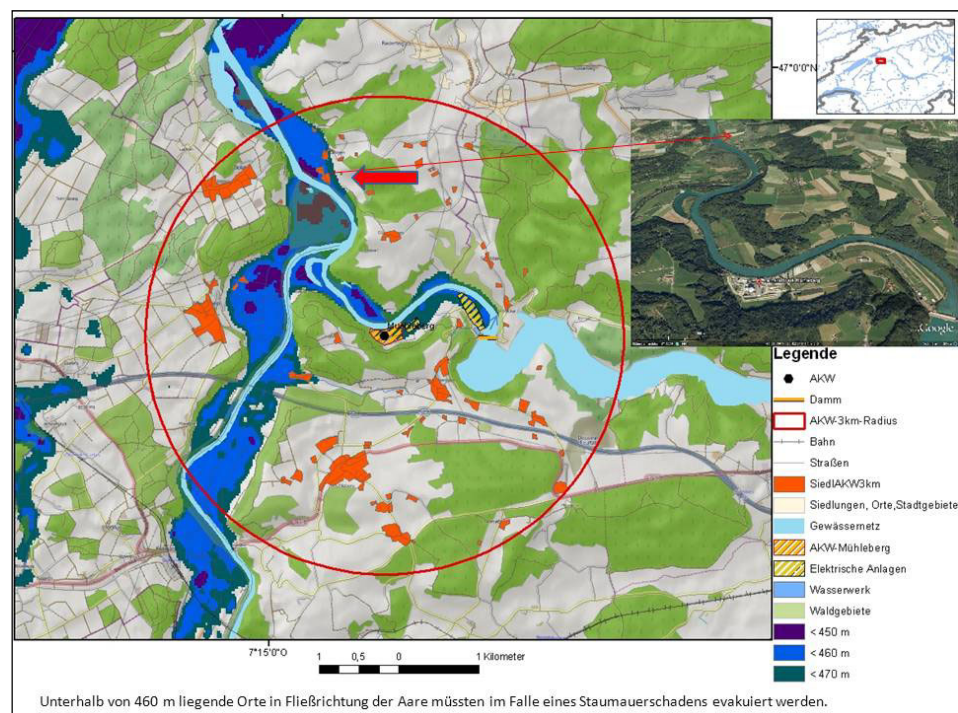 47°0'0"N
Mühleberg
Google
7°15'0"O
1 0,5 0 1 Kilometer
Legende
AKW
Damm
AKW-3km-Radius
Bahn
Straßen
SiedlAKW3km
Siedlungen, Orte,Stadtgebiete
Gewässernetz
AKW-Mühleberg
Elektrische Anlagen
Wasserwerk
Waldgebiete
< 450 m
< 460 m
< 470 m
Unterhalb von 460 m liegende Orte in Fließrichtung der Aare müssten im Falle eines Staumauerschadens evakuiert werden.